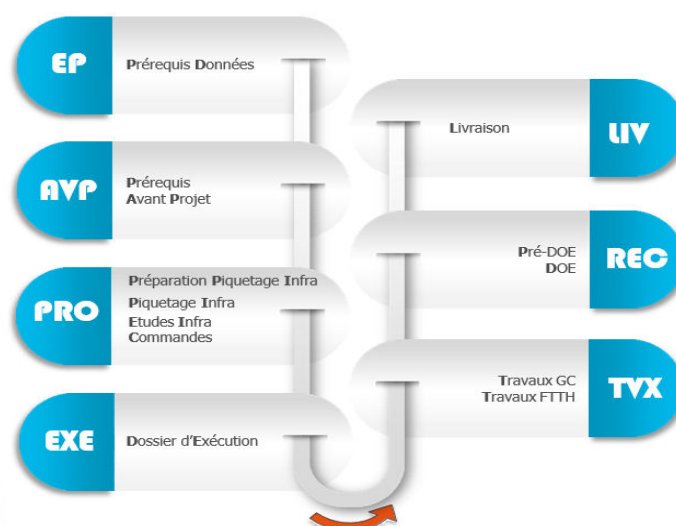 EP
Prérequis Données
AVP
Prérequis
Avant Projet
PRO
Préparation Piquetage Infra
Piquetage Infra
Etudes Infra
Commandes
EXE
Dossier d'Exécution
Livraison
LIV
Pré-DOE
DOE
REC
Travaux GC
Travaux FTTH
TVX